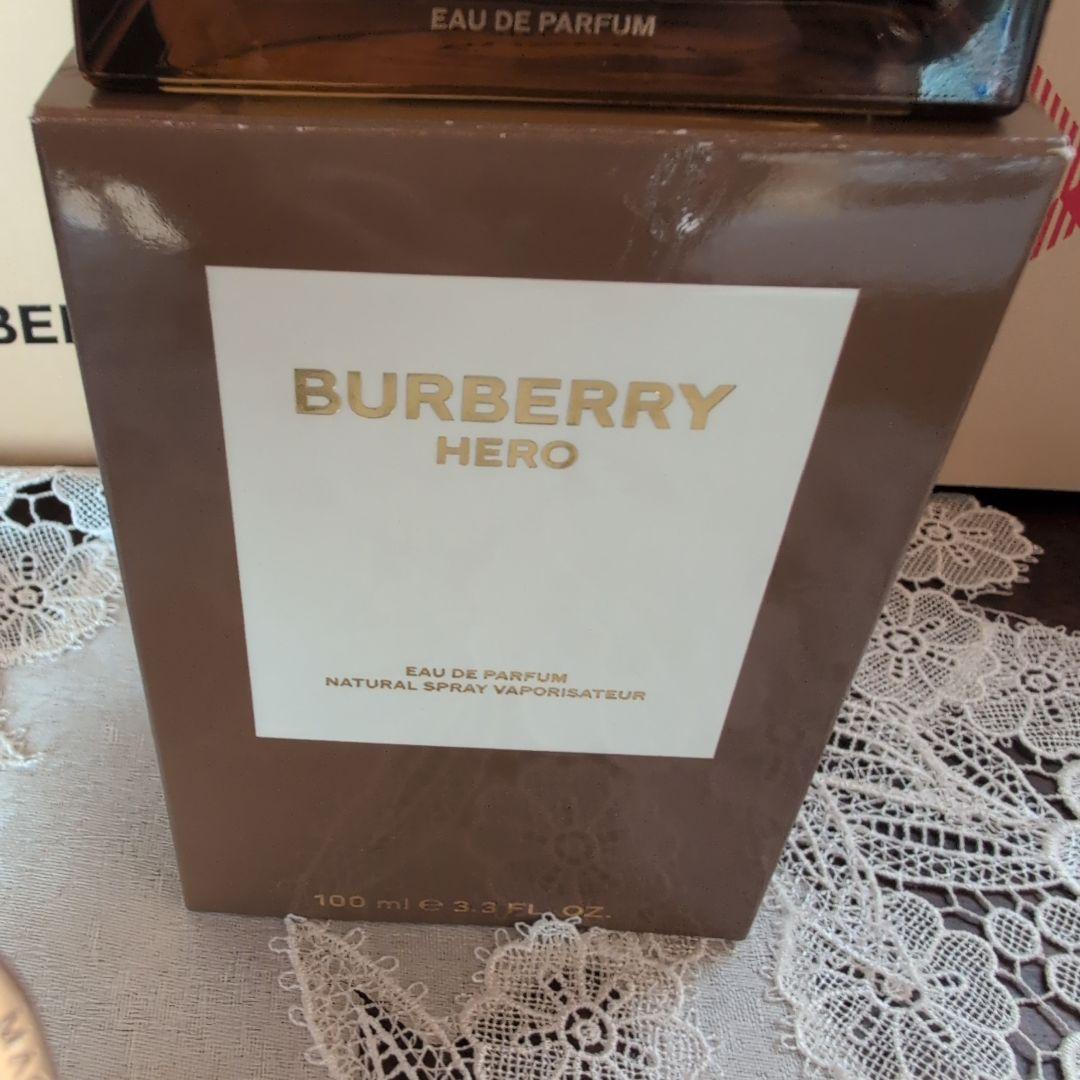 EAU DE PARFUM
BURBERRY
HERO
EAU DE PARFUM
NATURAL SPRAY VAPORISATEUR
100 ml e 3.3 FL. OZ.